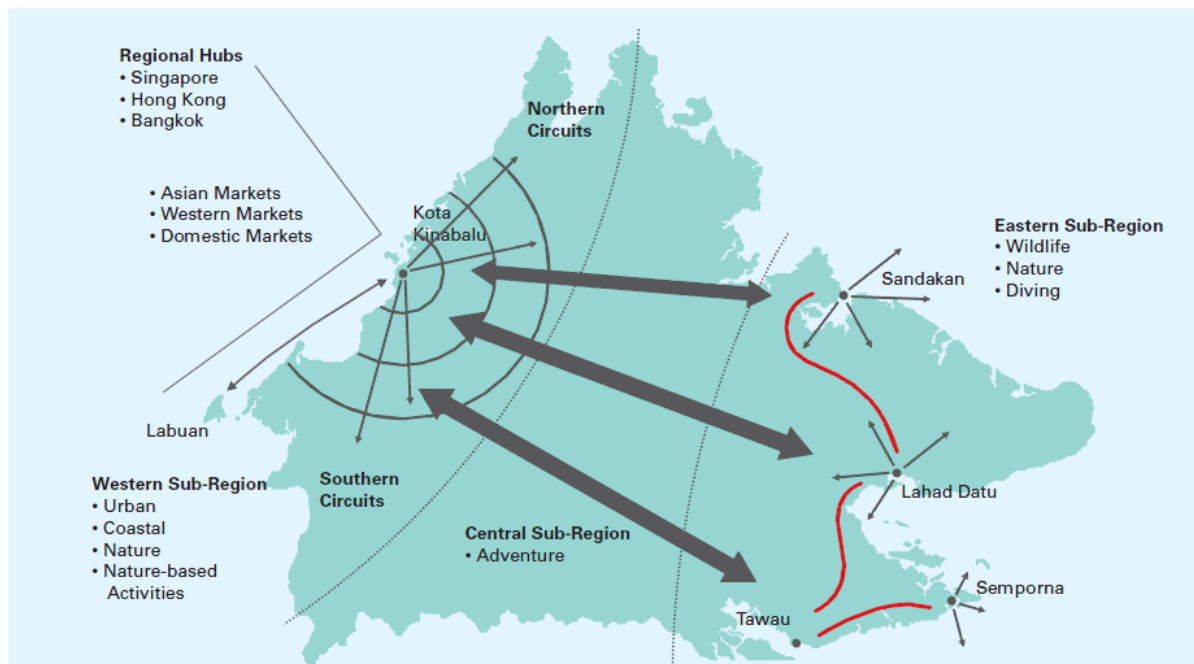 Regional Hubs
• Singapore
• Hong Kong
• Bangkok
• Asian Markets
• Western Markets
• Domestic Markets
Northern
Circuits
Kota
Kinabalu
Eastern Sub-Region
• Wildlife
• Nature
• Diving
Sandakan
Labuan
Western Sub-Region
• Urban
• Coastal
• Nature
• Nature-based
Activities
Southern
Circuits
Central Sub-Region
• Adventure
Lahad Datu
Semporna
Tawau